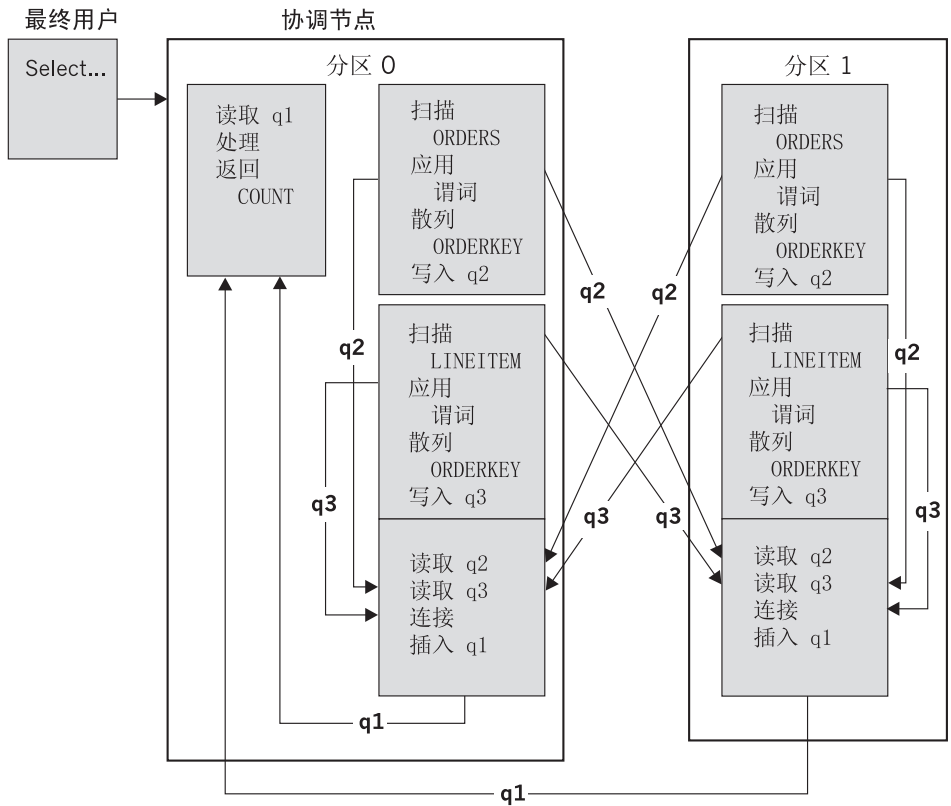 最终用户
Select...
协调节点
分区 0
读取 q1
处理
返回
COUNT
扫描
ORDERS
应用
谓词
散列
ORDERKEY
写入 q2
扫描
LINEITEM
应用
谓词
散列
ORDERKEY
写入 q3
读取 q2
读取 q3
连接
插入 q1
q2
q3
q1
q2
q2
q3
q3
分区 1
扫描
ORDERS
应用
谓词
散列
ORDERKEY
写入 q2
扫描
LINEITEM
应用
谓词
散列
ORDERKEY
写入 q3
读取 q2
读取 q3
连接
插入 q1
q2
q3
q1